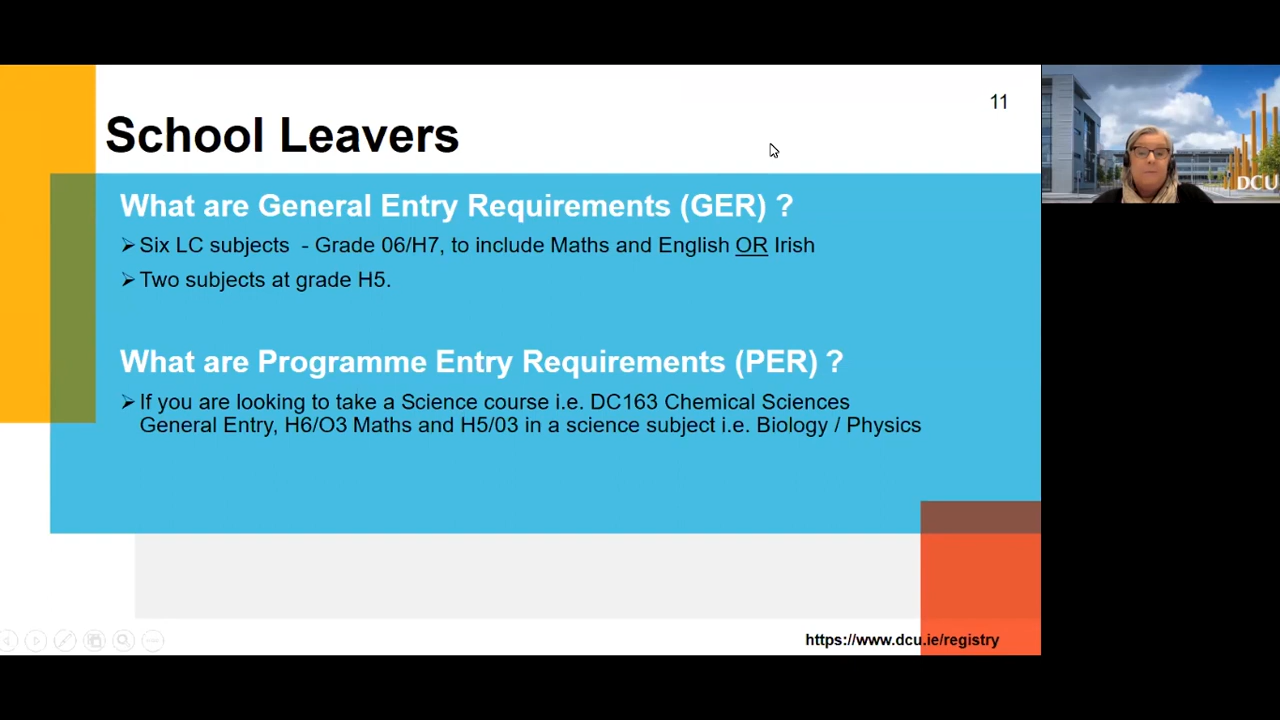 11
School Leavers
What are General Entry Requirements (GER) ?
➢ Six LC subjects - Grade 06/H7, to include Maths and English OR Irish
➢ Two subjects at grade H5.
What are Programme Entry Requirements (PER) ?
➢ If you are looking to take a Science course i.e. DC163 Chemical Sciences
General Entry, H6/O3 Maths and H5/03 in a science subject i.e. Biology / Physics
https://www.dcu.ie/registry
DCU